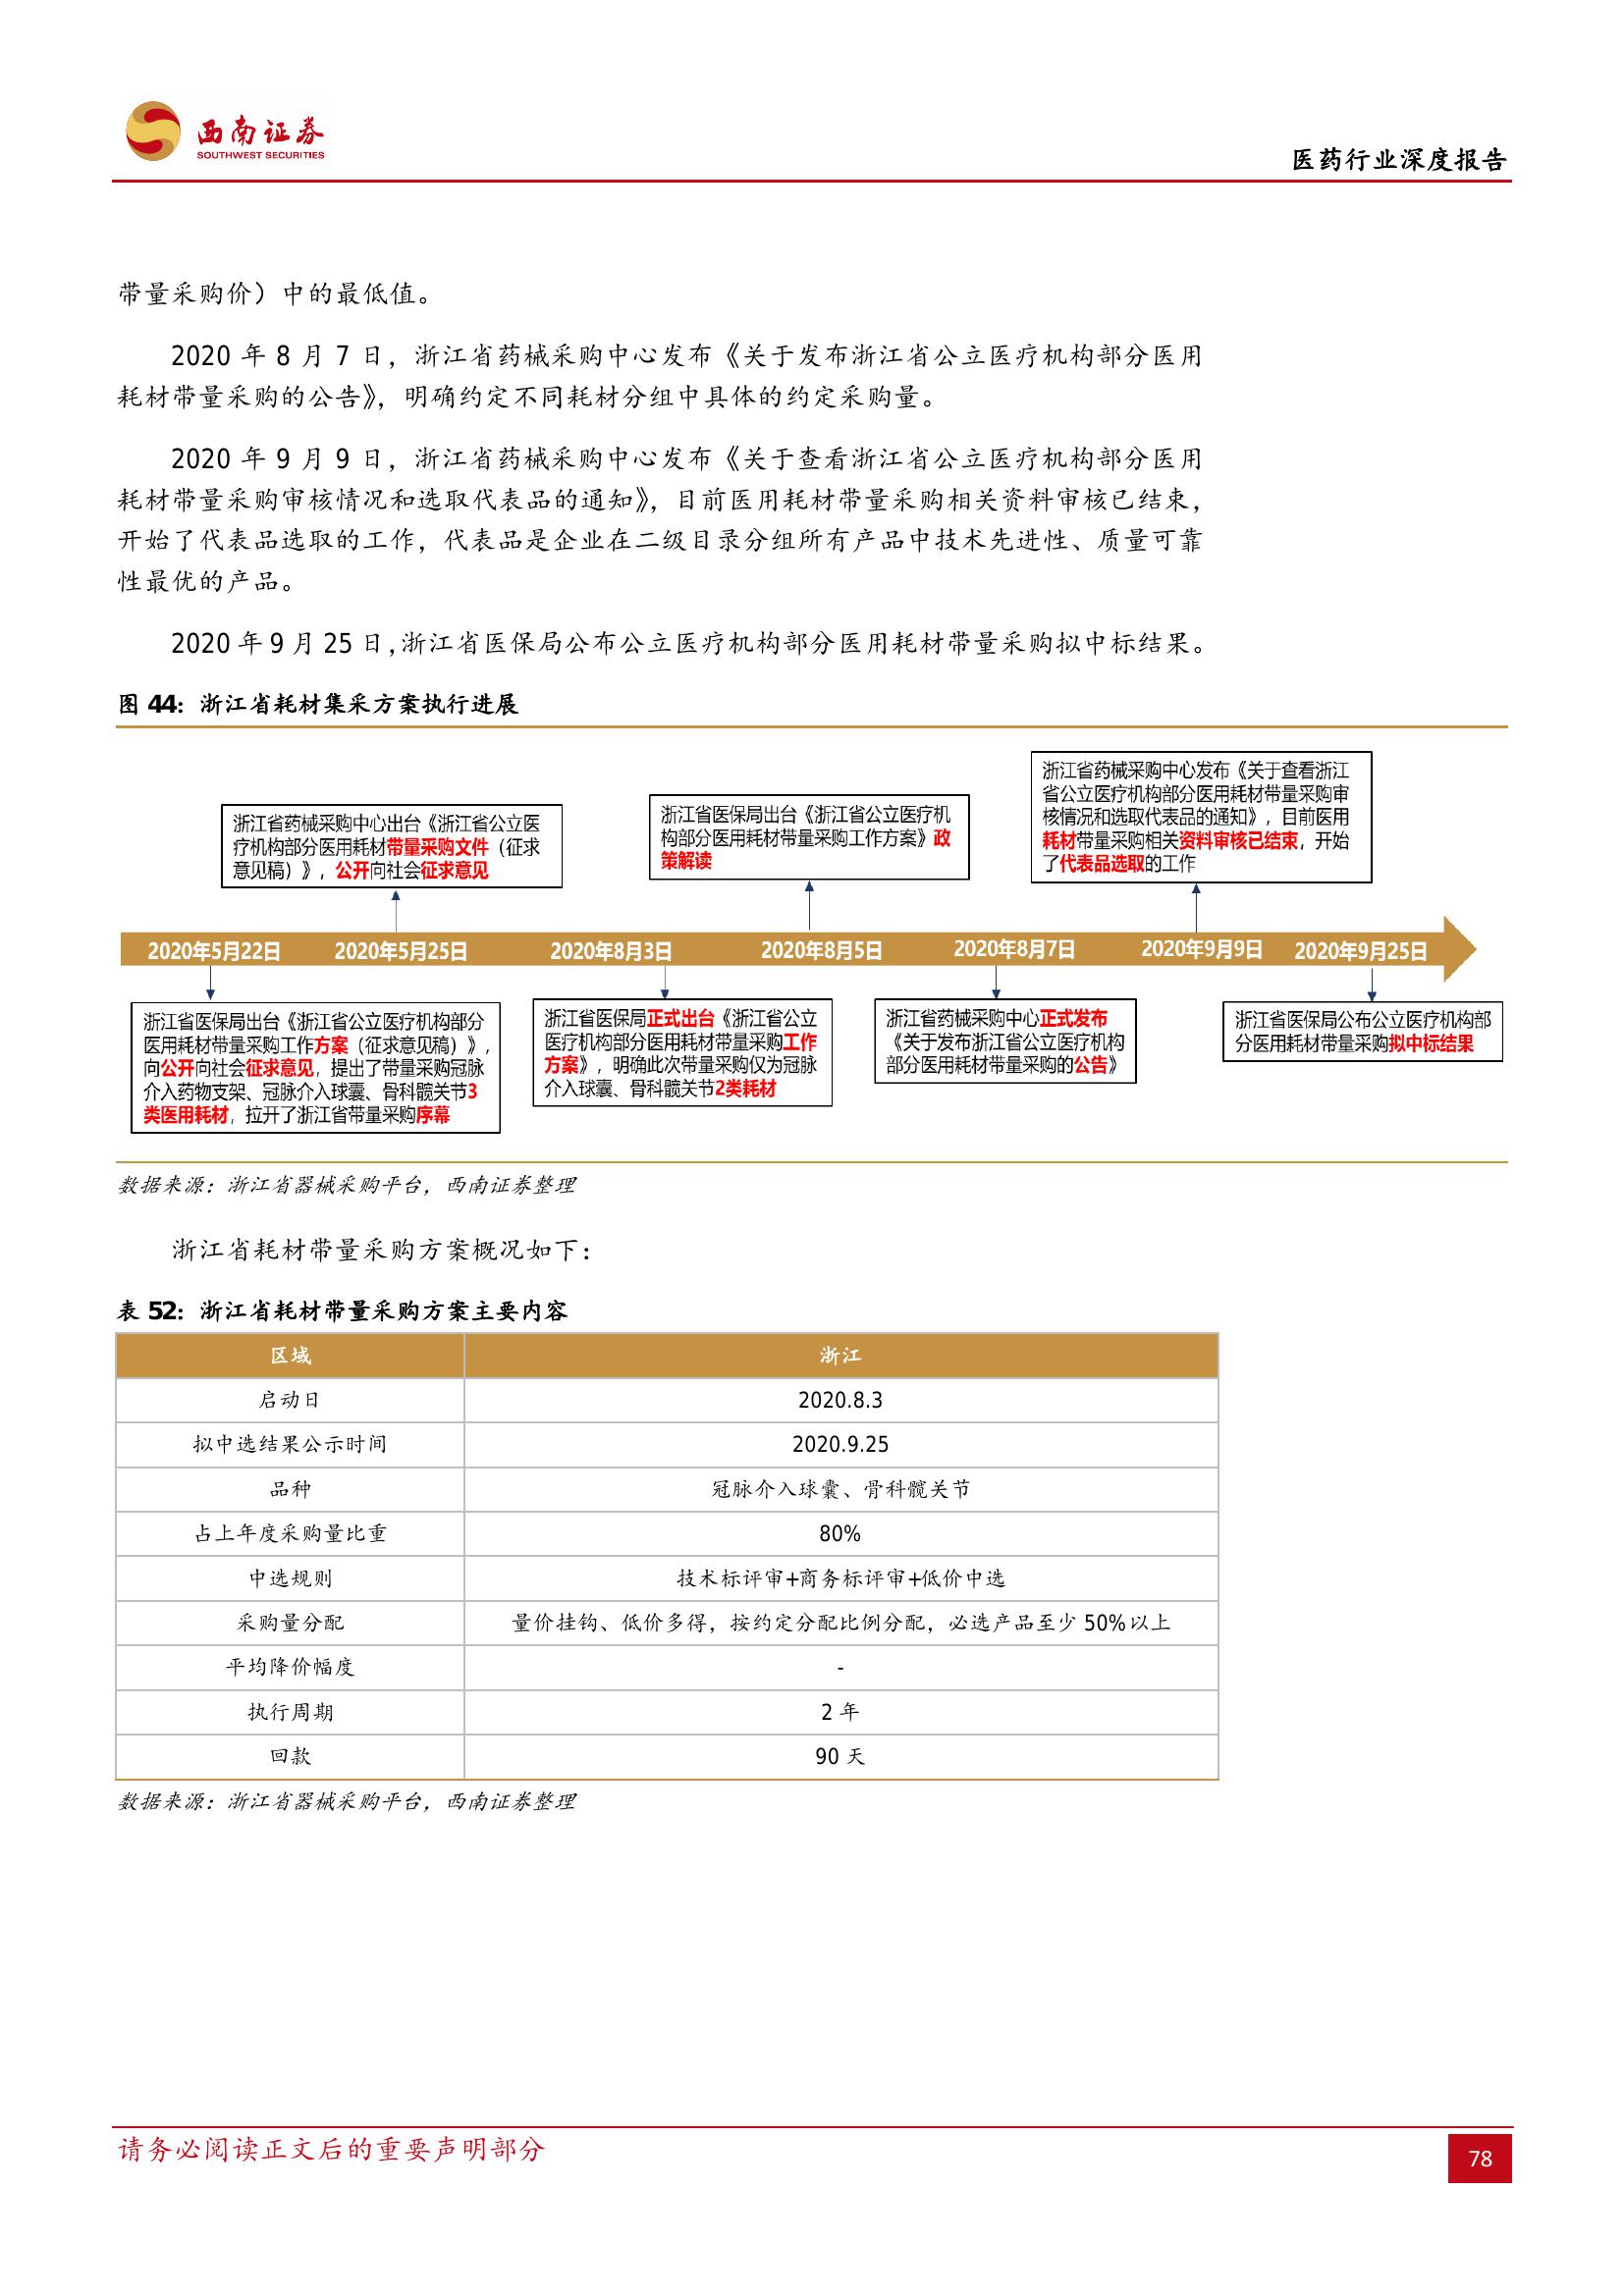 西南证券
SOUTHWEST SECURITIES
医药行业深度报告
带量采购价）中的最低值。
2020 年 8 月 7 日，浙江省药械采购中心发布《关于发布浙江省公立医疗机构部分医用
耗材带量采购的公告》，明确约定不同耗材分组中具体的约定采购量。
2020 年 9 月 9 日，浙江省药械采购中心发布《关于查看浙江省公立医疗机构部分医用
耗材带量采购审核情况和选取代表品的通知》，目前医用耗材带量采购相关资料审核已结束，
开始了代表品选取的工作，代表品是企业在二级目录分组所有产品中技术先进性、质量可靠
性最优的产品。
2020 年 9 月 25 日,浙江省医保局公布公立医疗机构部分医用耗材带量采购拟中标结果。
图 44：浙江省耗材集采方案执行进展
浙江省药械采购中心出台《浙江省公立医
疗机构部分医用耗材带量采购文件（征求
意见稿）》，公开向社会征求意见
浙江省医保局出台《浙江省公立医疗机
构部分医用耗材带量采购工作方案》政
策解读
浙江省药械采购中心发布《关于查看浙江
省公立医疗机构部分医用耗材带量采购审
核情况和选取代表品的通知》，目前医用
耗材带量采购相关资料审核已结束，开始
了代表品选取的工作
2020年5月22日 2020年5月25日 2020年8月3日 2020年8月5日 2020年8月7日 2020年9月9日 2020年9月25日
浙江省医保局出台《浙江省公立医疗机构部分
医用耗材带量采购工作方案（征求意见稿）》，
向公开向社会征求意见，提出了带量采购冠脉
介入药物支架、冠脉介入球囊、骨科髋关节3
类医用耗材，拉开了浙江省带量采购序幕
浙江省医保局正式出台《浙江省公立
医疗机构部分医用耗材带量采购工作
方案》，明确此次带量采购仅为冠脉
介入球囊、骨科髋关节2类耗材
浙江省药械采购中心正式发布
《关于发布浙江省公立医疗机构
部分医用耗材带量采购的公告》
浙江省医保局公布公立医疗机构部
分医用耗材带量采购拟中标结果
数据来源：浙江省器械采购平台，西南证券整理
浙江省耗材带量采购方案概况如下：
表 52：浙江省耗材带量采购方案主要内容
区域 浙江
启动日 2020.8.3
拟中选结果公示时间 2020.9.25
品种 冠脉介入球囊、骨科髋关节
占上年度采购量比重 80%
中选规则 技术标评审+商务标评审+低价中选
采购量分配 量价挂钩、低价多得，按约定分配比例分配，必选产品至少 50%以上
平均降价幅度 -
执行周期 2 年
回款 90 天
数据来源：浙江省器械采购平台，西南证券整理
请务必阅读正文后的重要声明部分
78